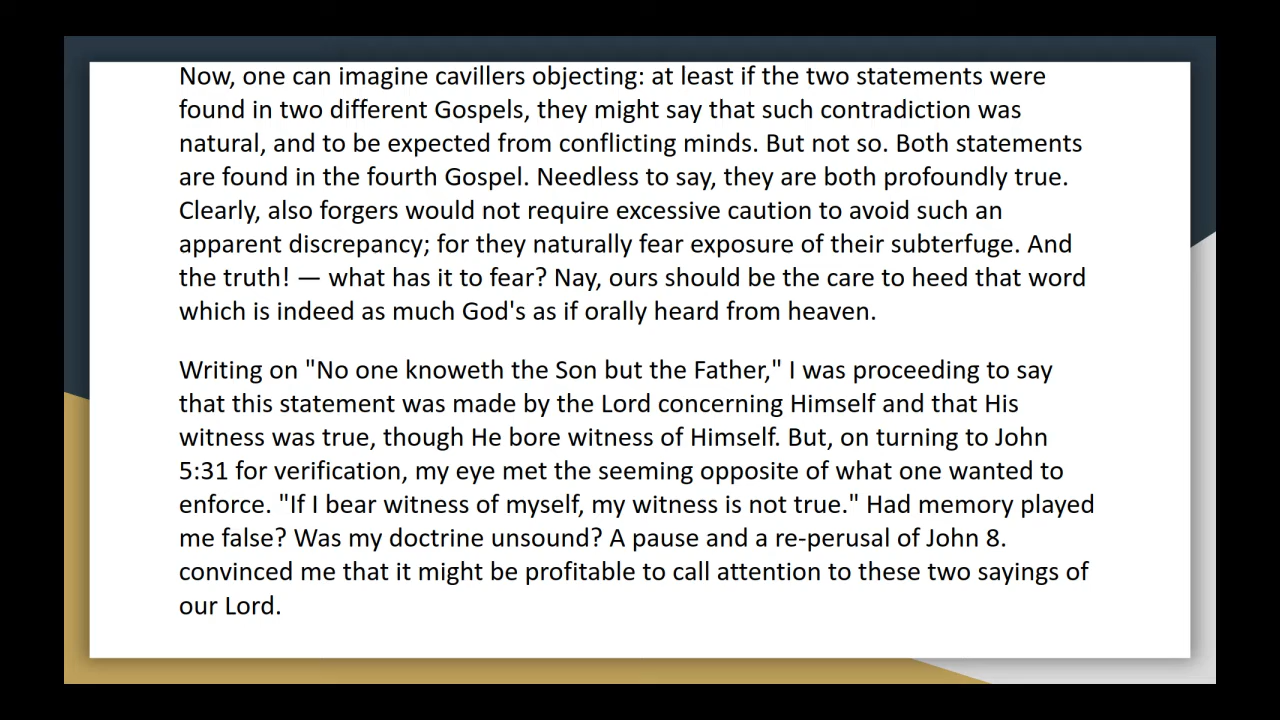 Now, one can imagine cavillers objecting: at least if the two statements were
found in two different Gospels, they might say that such contradiction was
natural, and to be expected from conflicting minds. But not so. Both statements
are found in the fourth Gospel. Needless to say, they are both profoundly true.
Clearly, also forgers would not require excessive caution to avoid such an
apparent discrepancy; for they naturally fear exposure of their subterfuge. And
the truth! — what has it to fear? Nay, ours should be the care to heed that word
which is indeed as much God's as if orally heard from heaven.
Writing on "No one knoweth the Son but the Father," I was proceeding to say
that this statement was made by the Lord concerning Himself and that His
witness was true, though He bore witness of Himself. But, on turning to John
5:31 for verification, my eye met the seeming opposite of what one wanted to
enforce. "If I bear witness of myself, my witness is not true." Had memory played
me false? Was my doctrine unsound? A pause and a re-perusal of John 8.
convinced me that it might be profitable to call attention to these two sayings of
our Lord.